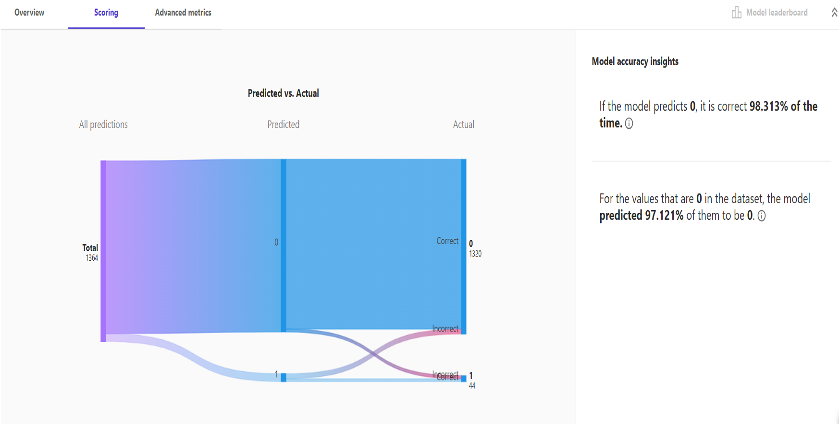 Overview Scoring Advanced metrics Model leaderboard
Predicted vs. Actual
All predictions Predicted Actual
Total
1364
0
1
Correct
0
1320
Incorrect
Incorrect
Correct
1
44
Model accuracy insights
If the model predicts 0, it is correct 98.313% of the
time.
For the values that are 0 in the dataset, the model
predicted 97.121% of them to be 0.